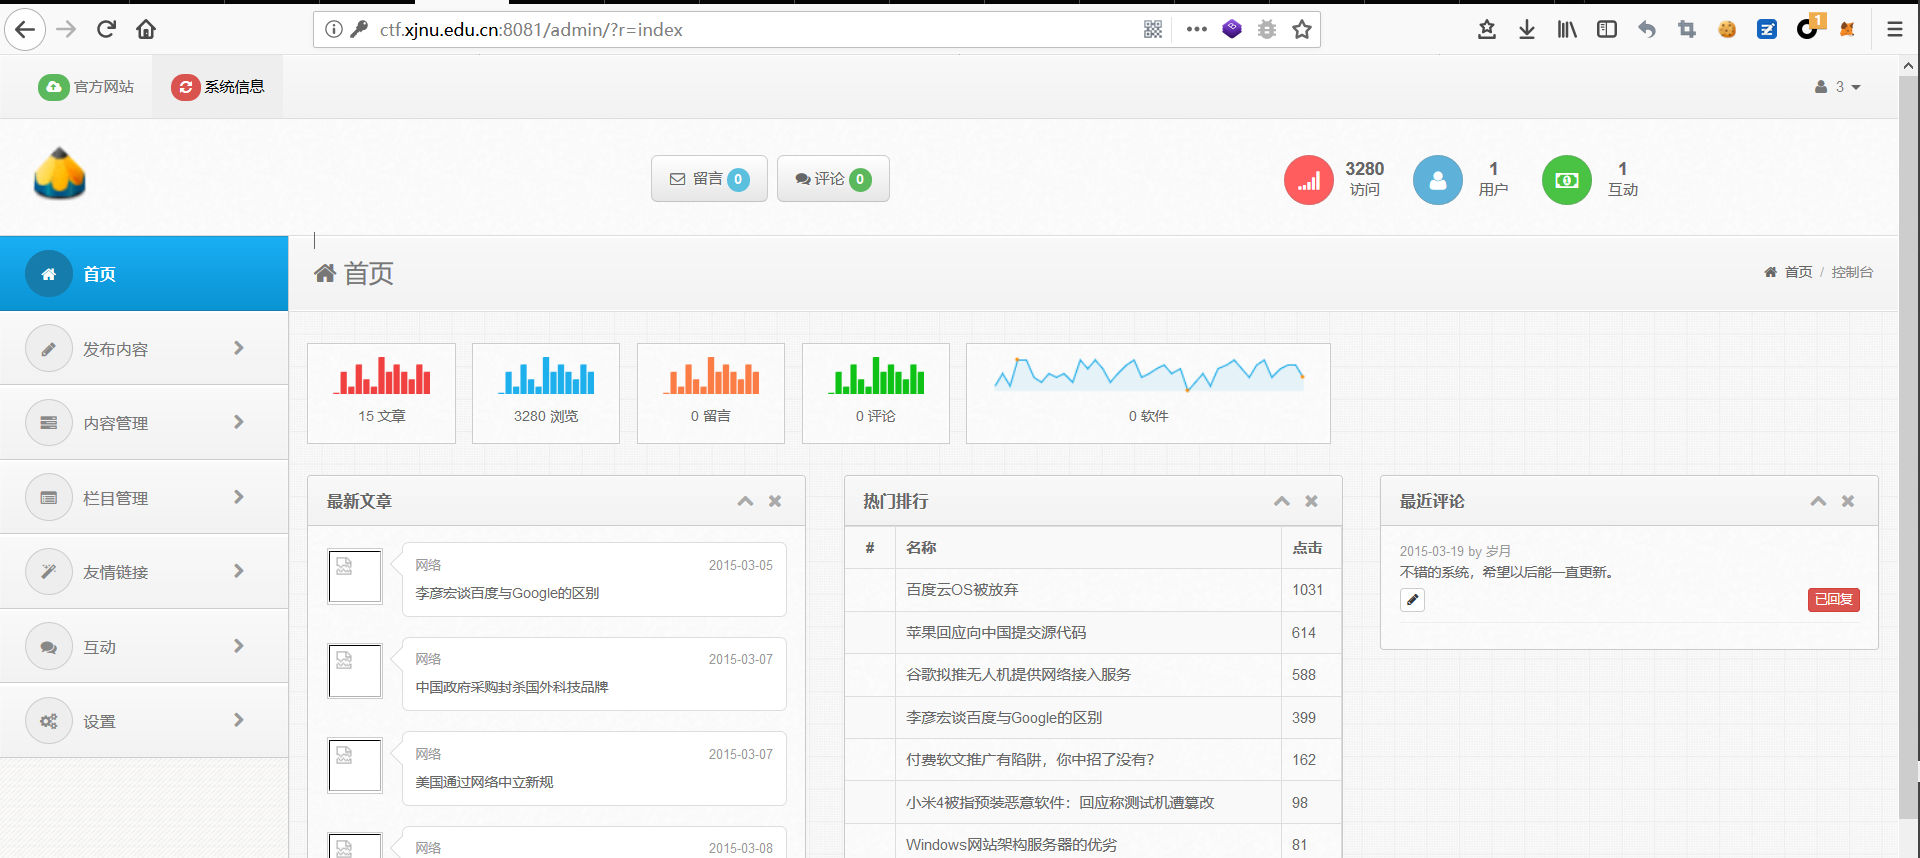 ctf.xjnu.edu.cn:8081/admin/?r=index
1
官方网站
系统信息
3
留言 0
评论 0
3280
访问
1
用户
1
互动
首页
发布内容
内容管理
栏目管理
友情链接
互动
设置
首页
首页 / 控制台
15 文章
3280 浏览
0 留言
0 评论
0 软件
最新文章
网络 2015-03-05
李彦宏谈百度与Google的区别
网络 2015-03-07
中国政府采购封杀国外科技品牌
网络 2015-03-07
美国通过网络中立新规
网络 2015-03-08
热门排行
# 名称 点击
百度云OS被放弃 1031
苹果回应向中国提交源代码 614
谷歌拟推无人机提供网络接入服务 588
李彦宏谈百度与Google的区别 399
付费软文推广有陷阱，你中招了没有？ 162
小米4被指预装恶意软件：回应称测试机遭篡改 98
Windows网站架构服务器的优劣 81
最近评论
2015-03-19 by 岁月
不错的系统，希望以后能一直更新。
已回复